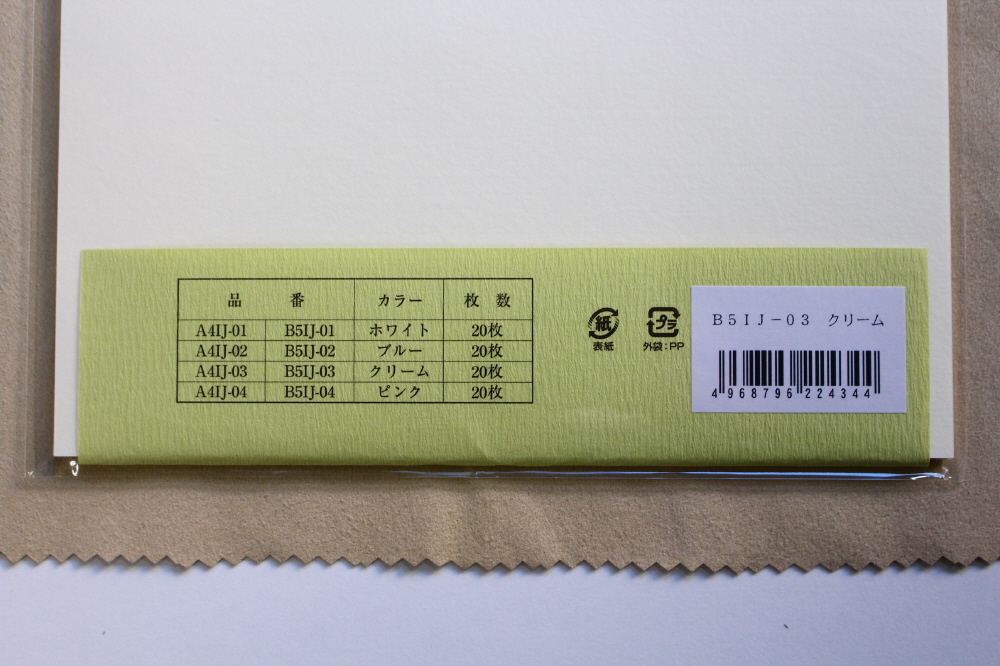 品 番 カラー 枚 数
A4IJ-01 B5IJ-01 ホワイト 20枚
A4IJ-02 B5IJ-02 ブルー 20枚
A4IJ-03 B5IJ-03 クリーム 20枚
A4IJ-04 B5IJ-04 ピンク 20枚
紙
表紙
プラ
外袋:PP
B5IJ-03 クリーム
4968796224344